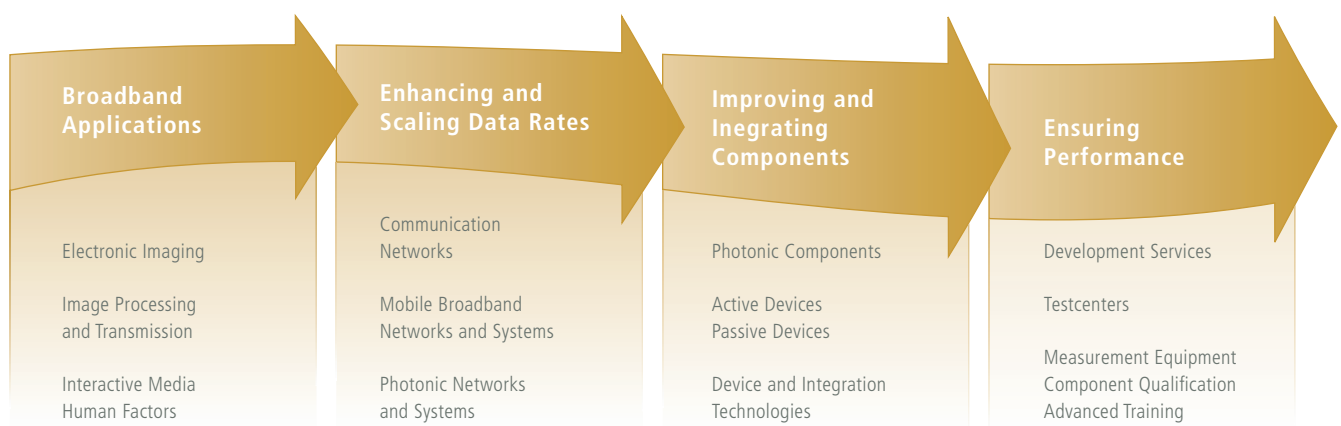 Broadband
Applications
Electronic Imaging
Image Processing
and Transmission
Interactive Media
Human Factors
Enhancing and
Scaling Data Rates
Communication
Networks
Mobile Broadband
Networks and Systems
Photonic Networks
and Systems
Improving and
Inegrating
Components
Photonic Components
Active Devices
Passive Devices
Device and Integration
Technologies
Ensuring
Performance
Development Services
Testcenters
Measurement Equipment
Component Qualification
Advanced Training